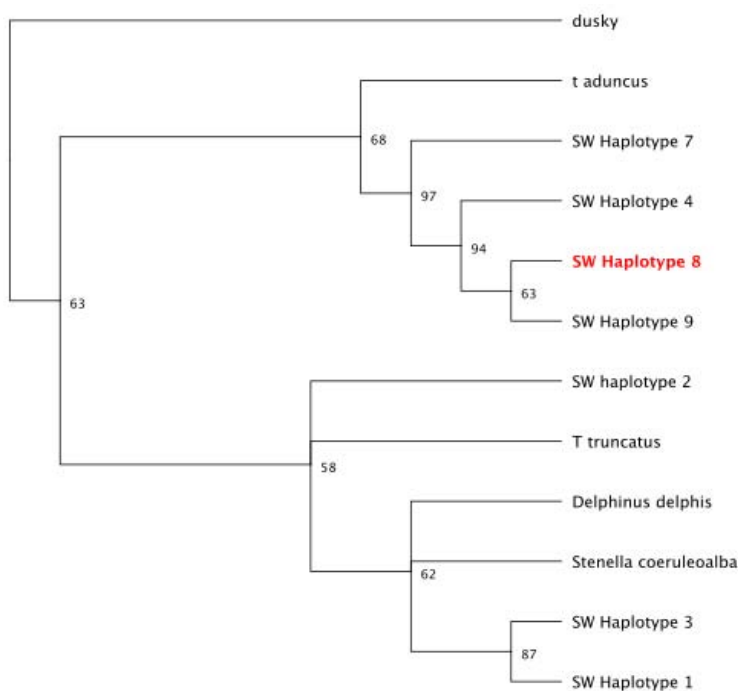 dusky
t aduncus
68
SW Haplotype 7
97
SW Haplotype 4
94
SW Haplotype 8
63
63
SW Haplotype 9
SW haplotype 2
T truncatus
58
Delphinus delphis
Stenella coeruleoalba
62
SW Haplotype 3
87
SW Haplotype 1